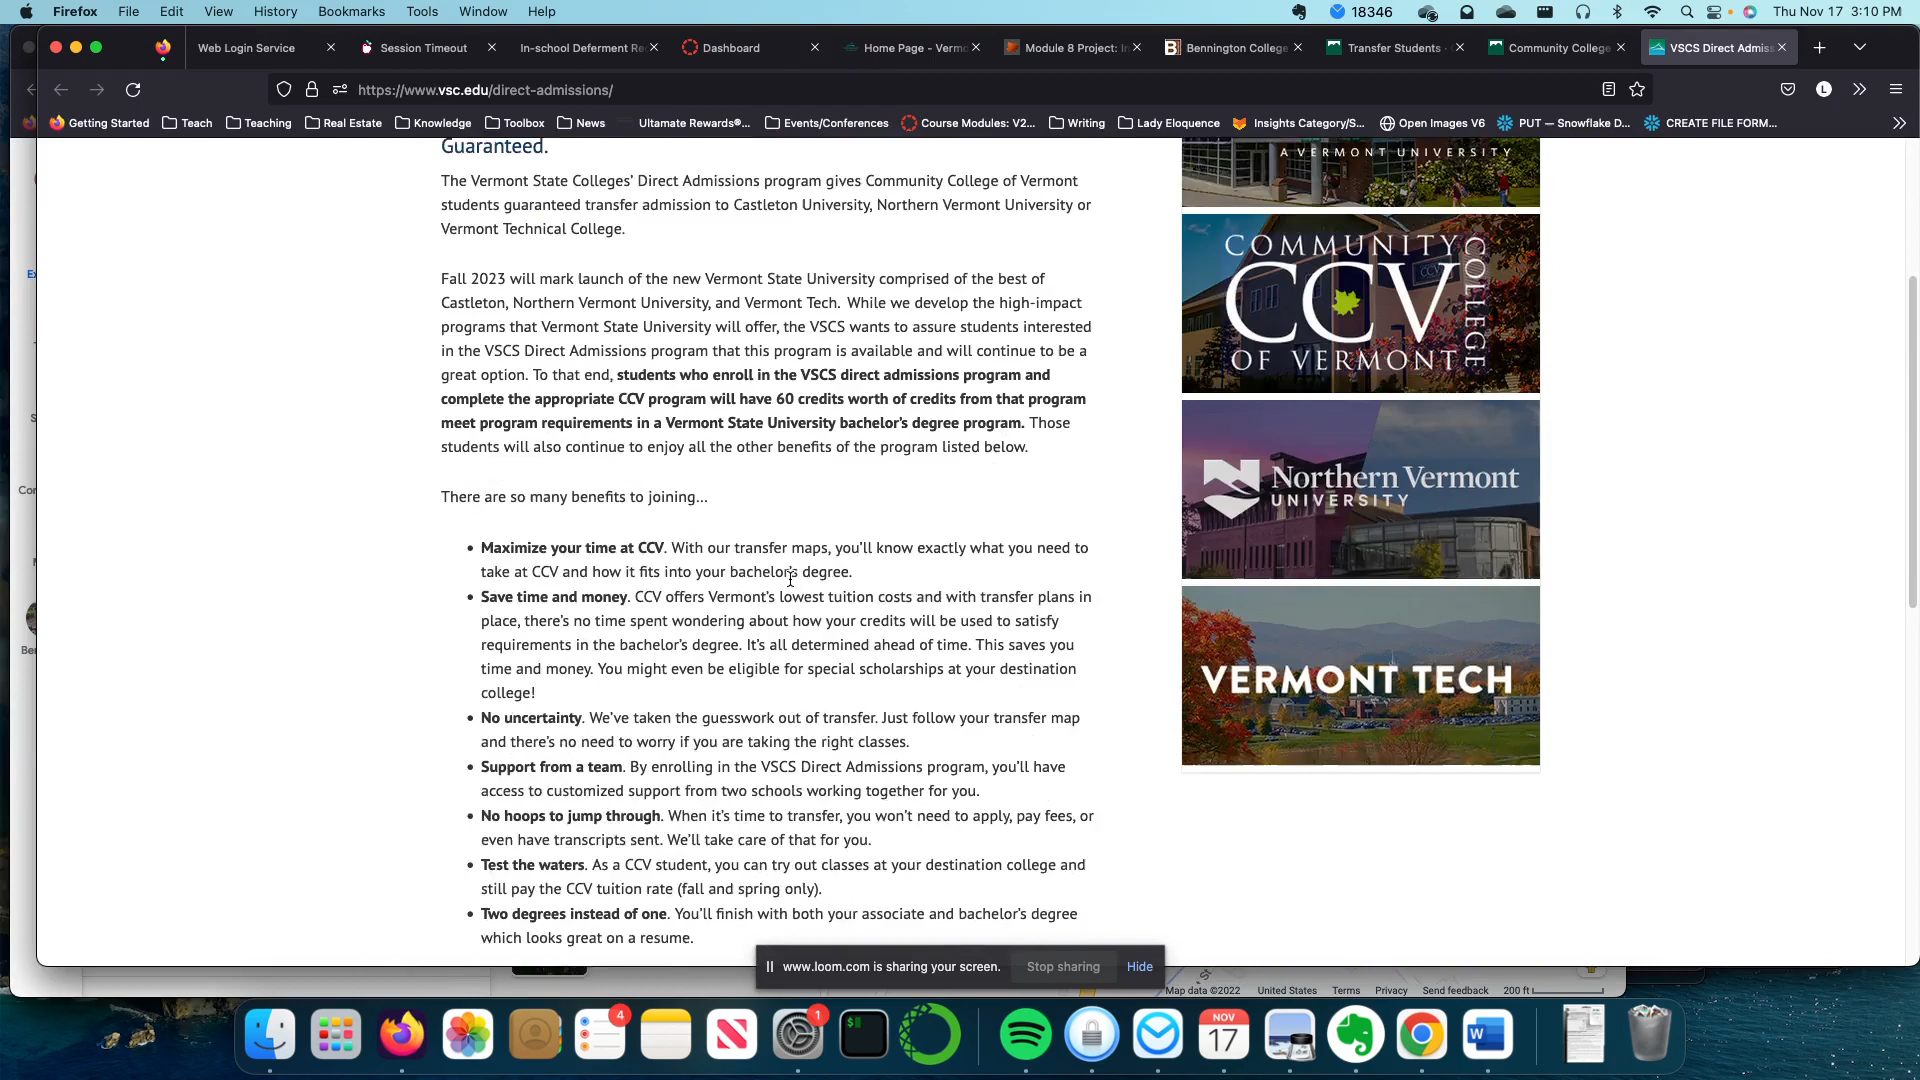 Firefox File Edit View History Bookmarks Tools Window Help 18346 Thu Nov 17 3:10 PM
Web Login Service Session Timeout In-school Deferment Re Dashboard Home Page - Vermo Module 8 Project: In Bennington College Transfer Students - Community College VSCS Direct Admiss
https://www.vsc.edu/direct-admissions/ L
Getting Started Teach Teaching Real Estate Knowledge Toolbox News Ultamate Rewards®... Events/Conferences Course Modules: V2... Writing Lady Eloquence Insights Category/S... Open Images V6 PUT — Snowflake D... CREATE FILE FORM...
Guaranteed.
The Vermont State Colleges’ Direct Admissions program gives Community College of Vermont
students guaranteed transfer admission to Castleton University, Northern Vermont University or
Vermont Technical College.
Fall 2023 will mark launch of the new Vermont State University comprised of the best of
Castleton, Northern Vermont University, and Vermont Tech. While we develop the high-impact
programs that Vermont State University will offer, the VSCS wants to assure students interested
in the VSCS Direct Admissions program that this program is available and will continue to be a
great option. To that end, students who enroll in the VSCS direct admissions program and
complete the appropriate CCV program will have 60 credits worth of credits from that program
meet program requirements in a Vermont State University bachelor’s degree program. Those
students will also continue to enjoy all the other benefits of the program listed below.
There are so many benefits to joining…
• Maximize your time at CCV. With our transfer maps, you’ll know exactly what you need to
take at CCV and how it fits into your bachelor’s degree.
• Save time and money. CCV offers Vermont’s lowest tuition costs and with transfer plans in
place, there’s no time spent wondering about how your credits will be used to satisfy
requirements in the bachelor’s degree. It’s all determined ahead of time. This saves you
time and money. You might even be eligible for special scholarships at your destination
college!
• No uncertainty. We’ve taken the guesswork out of transfer. Just follow your transfer map
and there’s no need to worry if you are taking the right classes.
• Support from a team. By enrolling in the VSCS Direct Admissions program, you’ll have
access to customized support from two schools working together for you.
• No hoops to jump through. When it’s time to transfer, you won’t need to apply, pay fees, or
even have transcripts sent. We’ll take care of that for you.
• Test the waters. As a CCV student, you can try out classes at your destination college and
still pay the CCV tuition rate (fall and spring only).
• Two degrees instead of one. You’ll finish with both your associate and bachelor’s degree
which looks great on a resume.
A VERMONT UNIVERSITY
COMMUNITY
CCV
COLLEGE
OF VERMONT
Northern Vermont
UNIVERSITY
VERMONT TECH
www.loom.com is sharing your screen. Stop sharing Hide
Map data ©2022 United States Terms Privacy Send feedback 200 ft
4
1
NOV
17